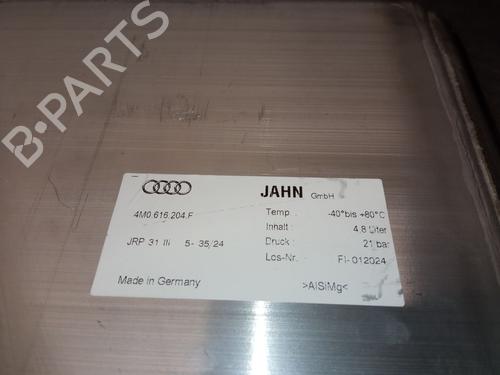 B-PARTS
JAHN GmbH
4M0.616.204.F
Temp. -40°bis +80°C
Inhalt : 4,8 Liter
JRP 31 III 5- 35/24
Druck : 21 bar
Los-Nr. FI-012024
Made in Germany
>AlSiMg<